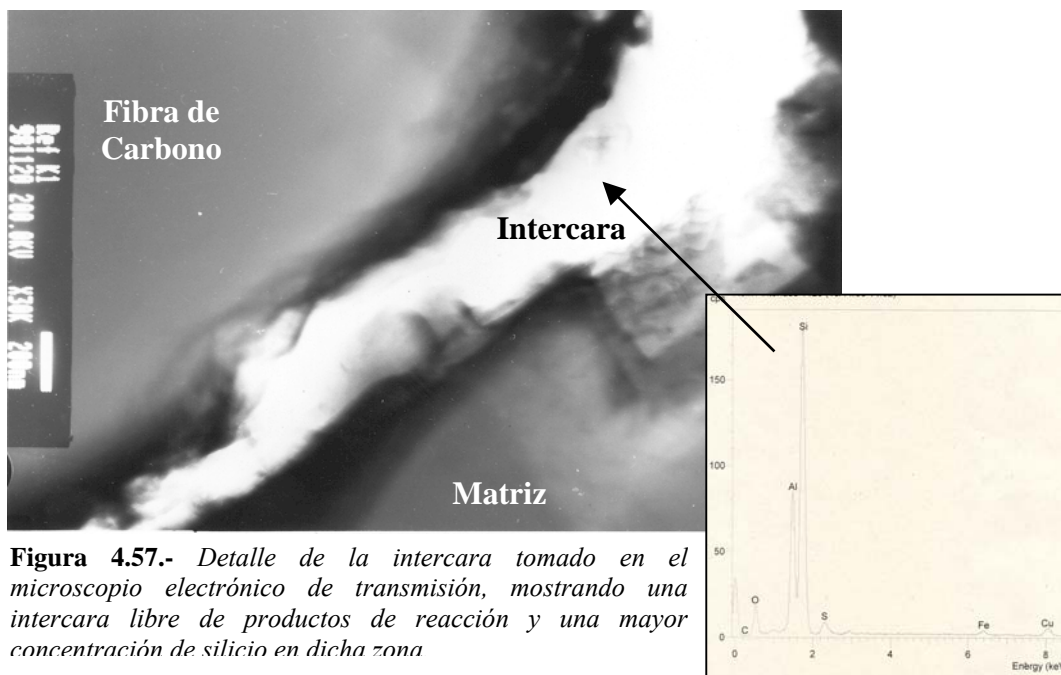 Fibra de
Carbono
Ref K1
981120 200.0KV X30K 200nm
Intercara
Matriz
Si
150
100
Al
50
O
C
S
Fe
Cu
0
0 2 4 6 8
Energy (keV
Figura 4.57.- Detalle de la intercara tomado en el
microscopio electrónico de transmisión, mostrando una
intercara libre de productos de reacción y una mayor
concentración de silicio en dicha zona